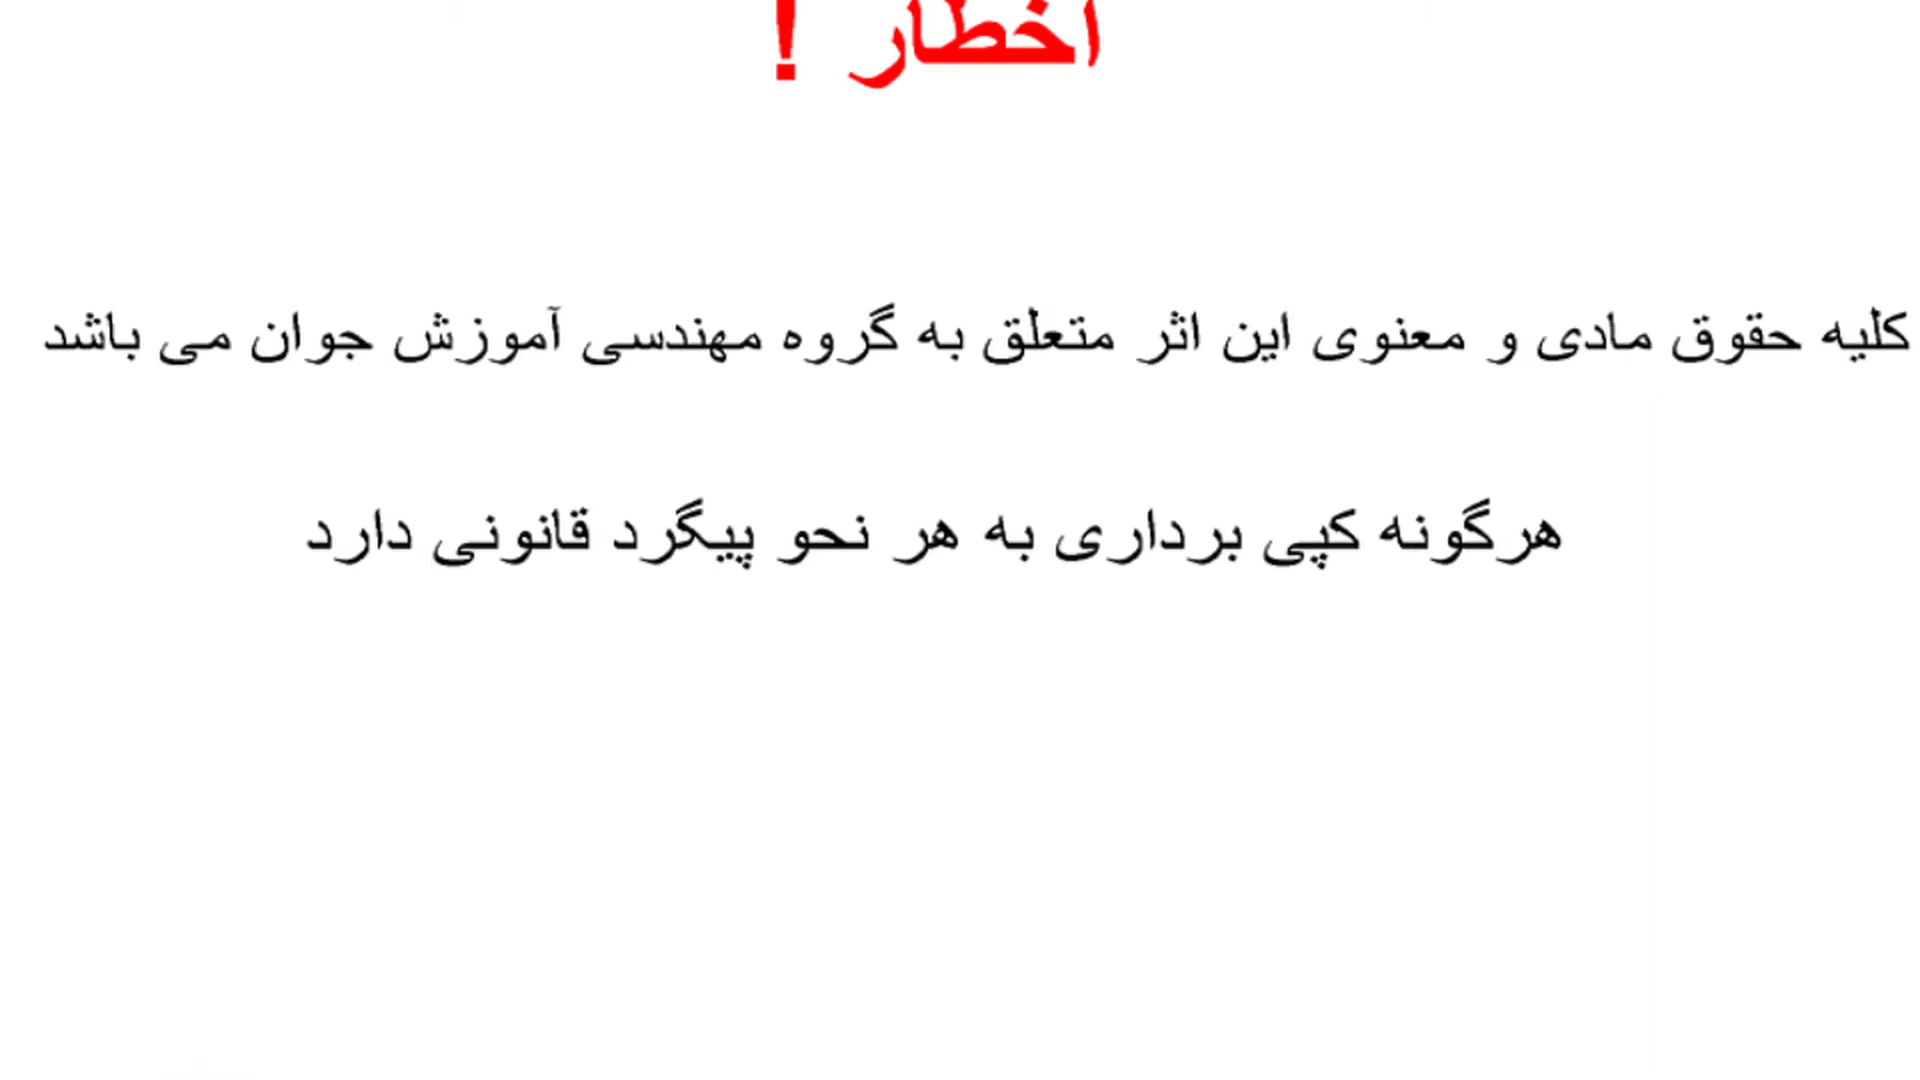 اخطار !
کلیه حقوق مادی و معنوی این اثر متعلق به گروه مهندسی آموزش جوان می باشد
هرگونه کپی برداری به هر نحو پیگرد قانونی دارد